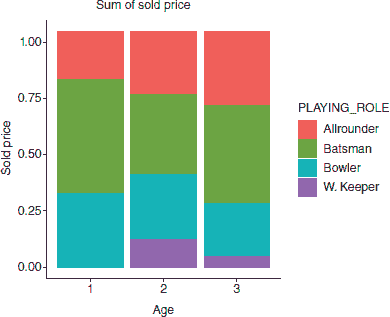 Sum of sold price
1.00
0.75
0.50
0.25
0.00
Sold price
1 2 3
Age
PLAYING_ROLE
Allrounder
Batsman
Bowler
W. Keeper